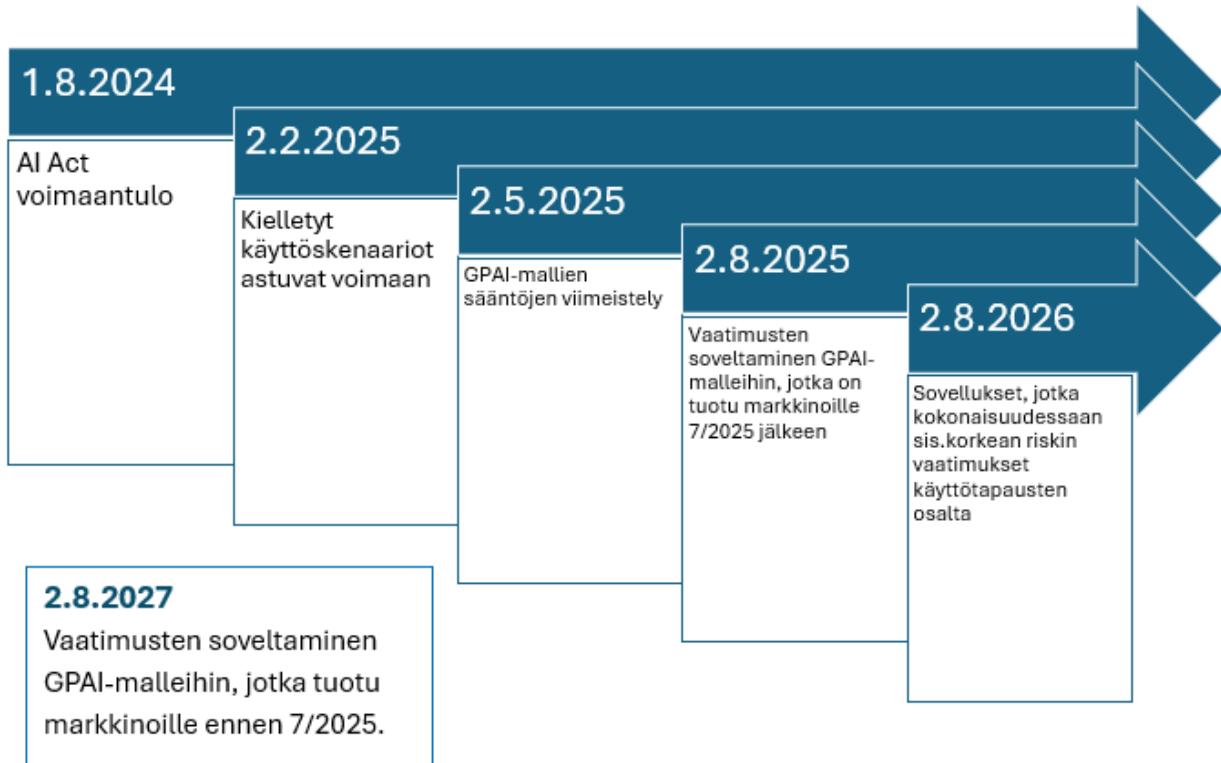 1.8.2024
AI Act
voimaantulo
2.2.2025
Kielletyt
käyttöskenaariot
astuvat voimaan
2.5.2025
GPAI-mallien
sääntöjen viimeistely
2.8.2025
Vaatimusten
soveltaminen GPAI-
malleihin, jotka on
tuotu markkinoille
7/2025 jälkeen
2.8.2026
Sovellukset, jotka
kokonaisuudessaan
sis.korkean riskin
vaatimukset
käyttötapausten
osalta
2.8.2027
Vaatimusten soveltaminen
GPAI-malleihin, jotka tuotu
markkinoille ennen 7/2025.